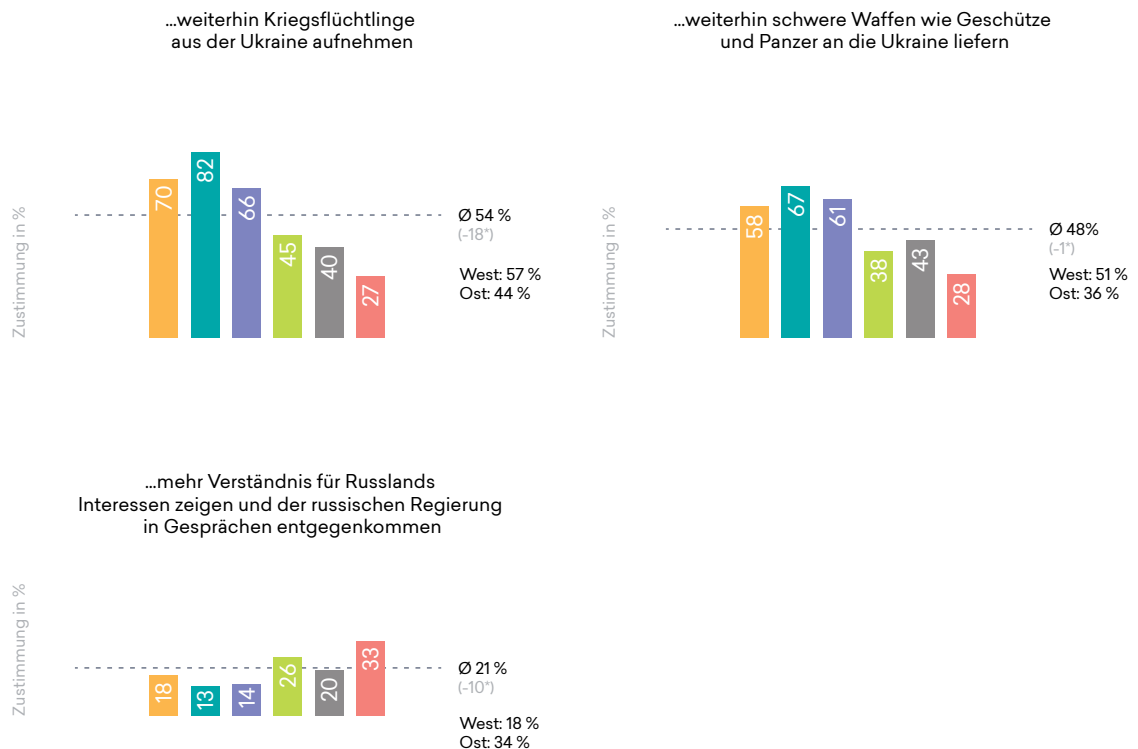 ...weiterhin Kriegsflüchtlinge
aus der Ukraine aufnehmen
Zustimmung in %
70
82
66
45
40
27
Ø 54 %
(-18*)
West: 57 %
Ost: 44 %
...weiterhin schwere Waffen wie Geschütze
und Panzer an die Ukraine liefern
Zustimmung in %
58
67
61
38
43
28
Ø 48%
(-1*)
West: 51 %
Ost: 36 %
...mehr Verständnis für Russlands
Interessen zeigen und der russischen Regierung
in Gesprächen entgegenkommen
Zustimmung in %
18
13
14
26
20
33
Ø 21 %
(-10*)
West: 18 %
Ost: 34 %